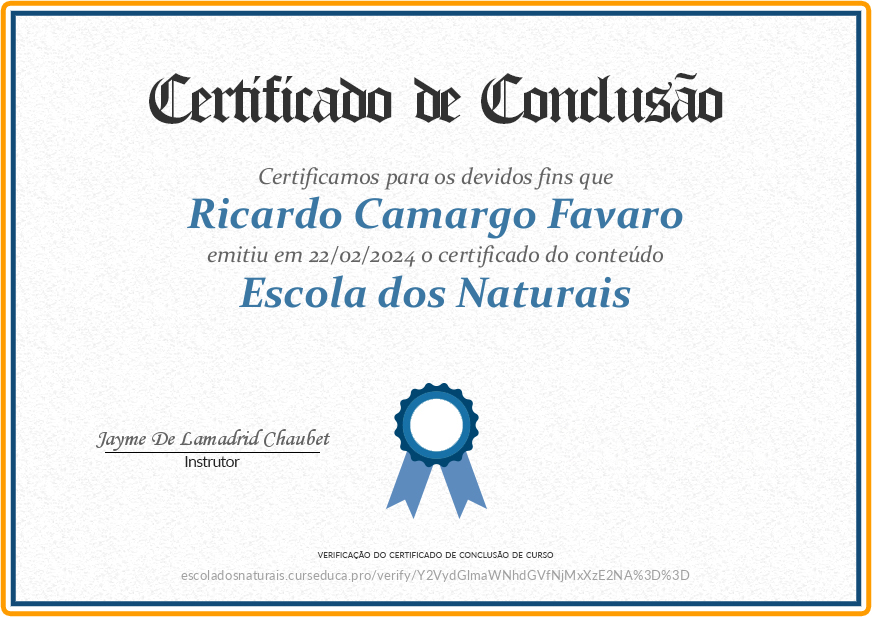 Certificado de Conclusão
Certificamos para os devidos fins que
Ricardo Camargo Favaro
emitiu em 22/02/2024 o certificado do conteúdo
Escola dos Naturais
Jayme De Lamadrid Chaubet
Instrutor
VERIFICAÇÃO DO CERTIFICADO DE CONCLUSÃO DE CURSO
escoladosnaturais.curseduca.pro/verify/Y2VydGlmaWNhdGVfNjMxXzE2NA%3D%3D